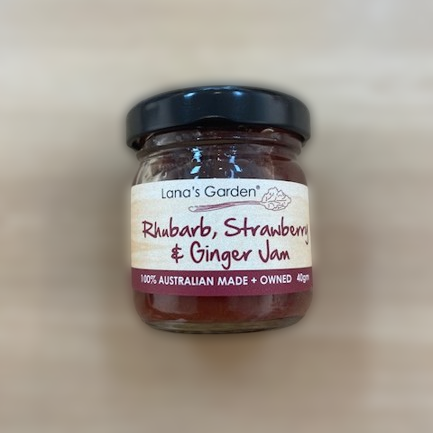 Lana's Garden®
Rhubarb, Strawberry
& Ginger Jam
100% AUSTRALIAN MADE + OWNED 40gm